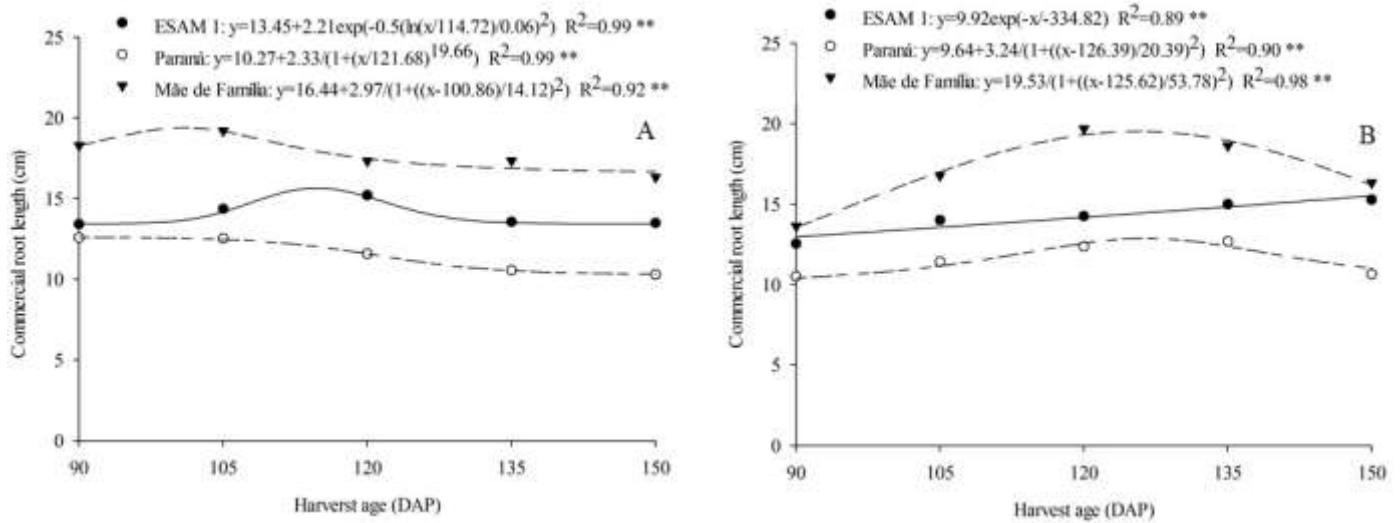 ESAM 1: y=13.45+2.21exp(-0.5(ln(x/114.72)/0.06)²) R²=0.99 **
Paraná: y=10.27+2.33/(1+(x/121.68)^19.66) R²=0.99 **
Mãe de Família: y=16.44+2.97/(1+((x-100.86)/14.12)²) R²=0.92 **
A
25
20
15
10
5
0
Commercial root length (cm)
90 105 120 135 150
Harverst age (DAP)
ESAM 1: y=9.92exp(-x/-334.82) R²=0.89 **
Paraná: y=9.64+3.24/(1+((x-126.39)/20.39)²) R²=0.90 **
Mãe de Família: y=19.53/(1+((x-125.62)/53.78)²) R²=0.98 **
B
25
20
15
10
5
0
Commercial root length (cm)
90 105 120 135 150
Harvest age (DAP)